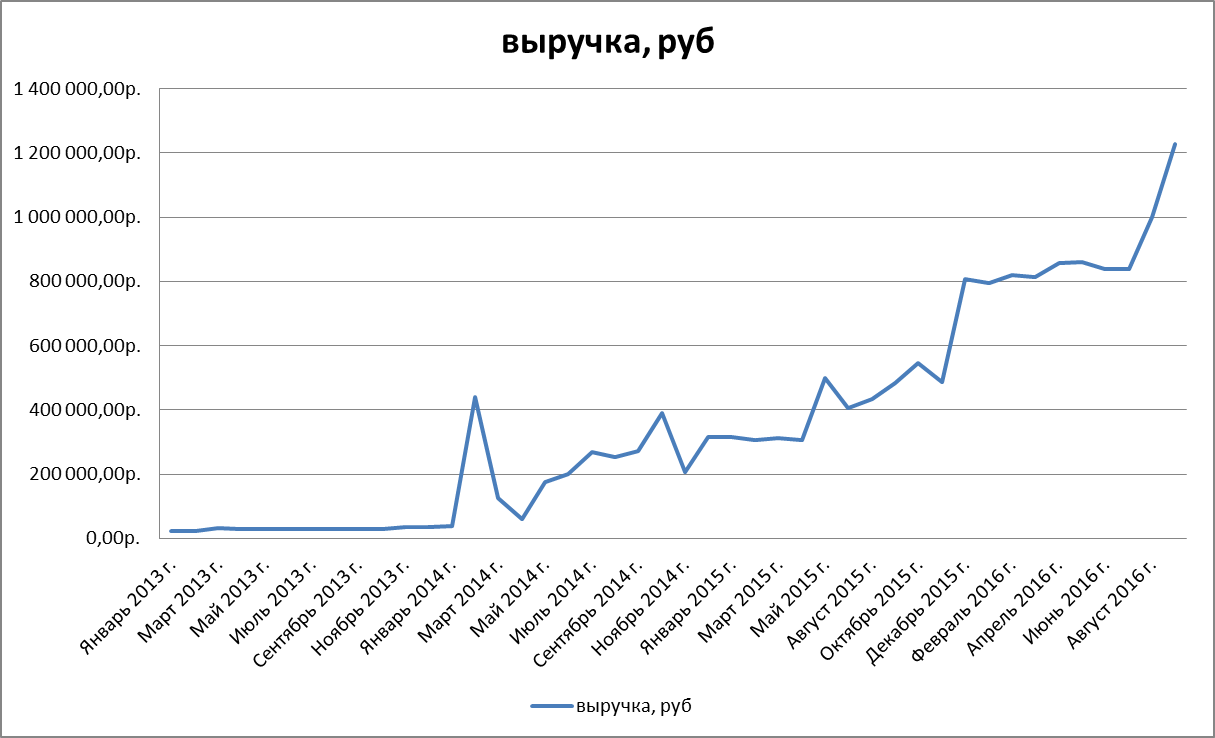 выручка, руб
1 400 000,00р.
1 200 000,00р.
1 000 000,00р.
800 000,00р.
600 000,00р.
400 000,00р.
200 000,00р.
0,00р.
Январь 2013 г.
Март 2013 г.
Май 2013 г.
Июль 2013 г.
Сентябрь 2013 г.
Ноябрь 2013 г.
Январь 2014 г.
Март 2014 г.
Май 2014 г.
Июль 2014 г.
Сентябрь 2014 г.
Ноябрь 2014 г.
Январь 2015 г.
Март 2015 г.
Май 2015 г.
Август 2015 г.
Октябрь 2015 г.
Декабрь 2015 г.
Февраль 2016 г.
Апрель 2016 г.
Июнь 2016 г.
Август 2016 г.
выручка, руб